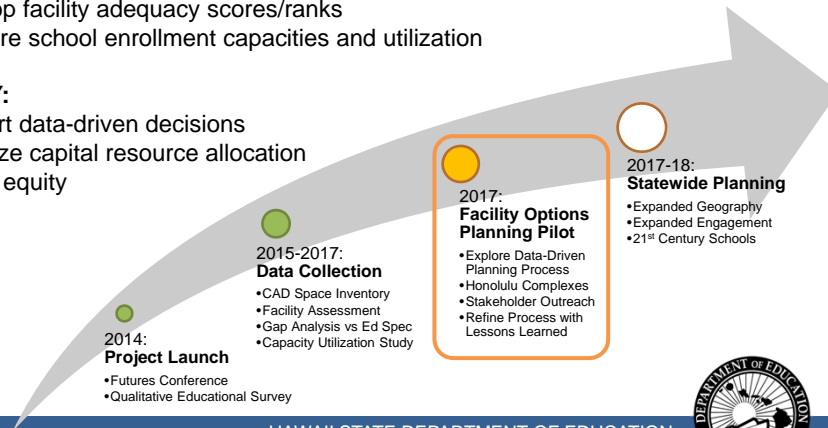 facility adequacy scores/ranks
school enrollment capacities and utilization
data-driven decisions
capital resource allocation
equity
2014:
Project Launch
•Futures Conference
•Qualitative Educational Survey
2015-2017:
Data Collection
•CAD Space Inventory
•Facility Assessment
•Gap Analysis vs Ed Spec
•Capacity Utilization Study
2017:
Facility Options
Planning Pilot
•Explore Data-Driven
Planning Process
•Honolulu Complexes
•Stakeholder Outreach
•Refine Process with
Lessons Learned
2017-18:
Statewide Planning
•Expanded Geography
•Expanded Engagement
•21st Century Schools
HAWAII STATE DEPARTMENT OF EDUCATION
DEPARTMENT OF EDUCATION